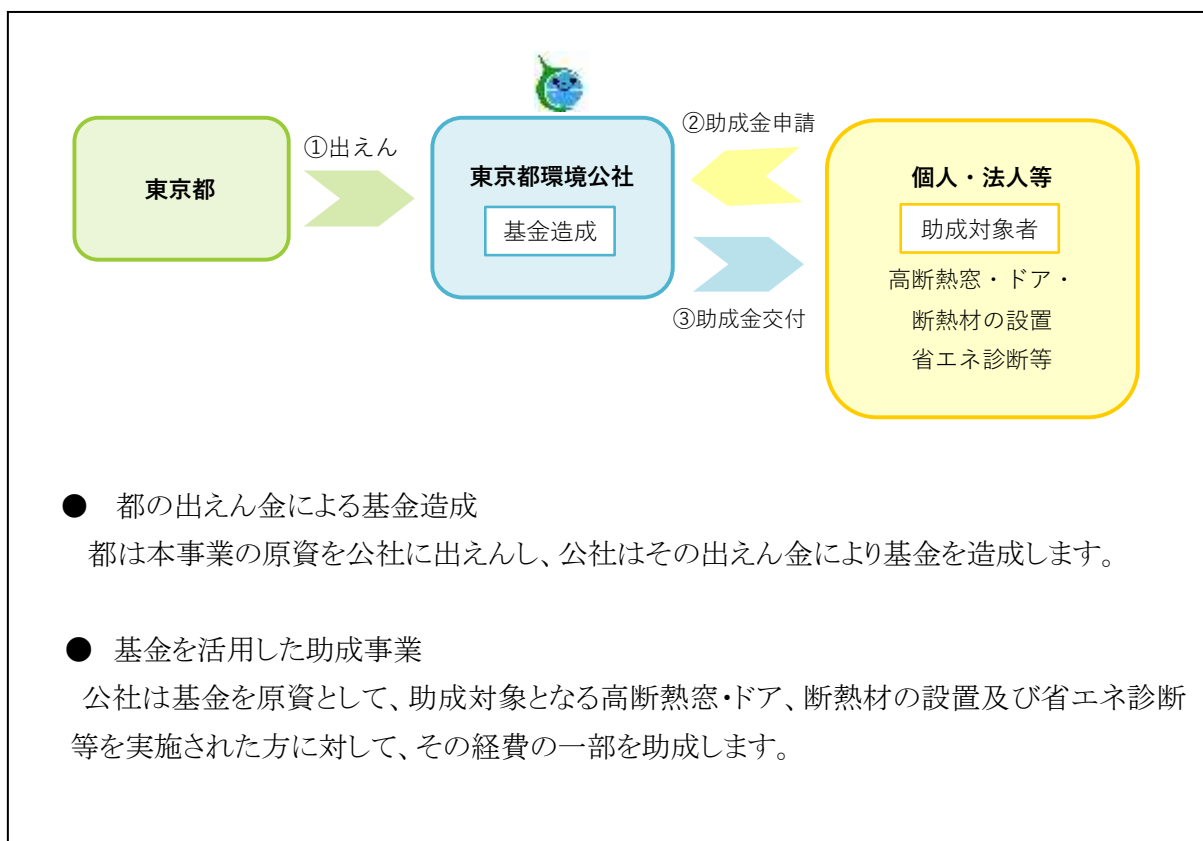 東京都
①出えん
東京都環境公社
基金造成
②助成金申請
③助成金交付
個人・法人等
助成対象者
高断熱窓・ドア・
断熱材の設置
省エネ診断等
● 都の出えん金による基金造成
都は本事業の原資を公社に出えんし、公社はその出えん金により基金を造成します。
● 基金を活用した助成事業
公社は基金を原資として、助成対象となる高断熱窓・ドア、断熱材の設置及び省エネ診断
等を実施された方に対して、その経費の一部を助成します。